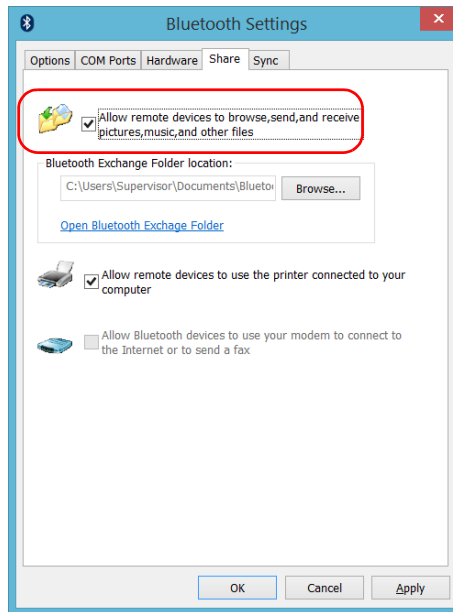 Bluetooth Settings
Options COM Ports Hardware Share Sync
Allow remote devices to browse,send,and receive
pictures,music,and other files
Bluetooth Exchange Folder location:
C:\Users\Supervisor\Documents\Blueto
Browse...
Open Bluetooth Exchage Folder
Allow remote devices to use the printer connected to your
computer
Allow Bluetooth devices to use your modem to connect to
the Internet or to send a fax
OK Cancel Apply